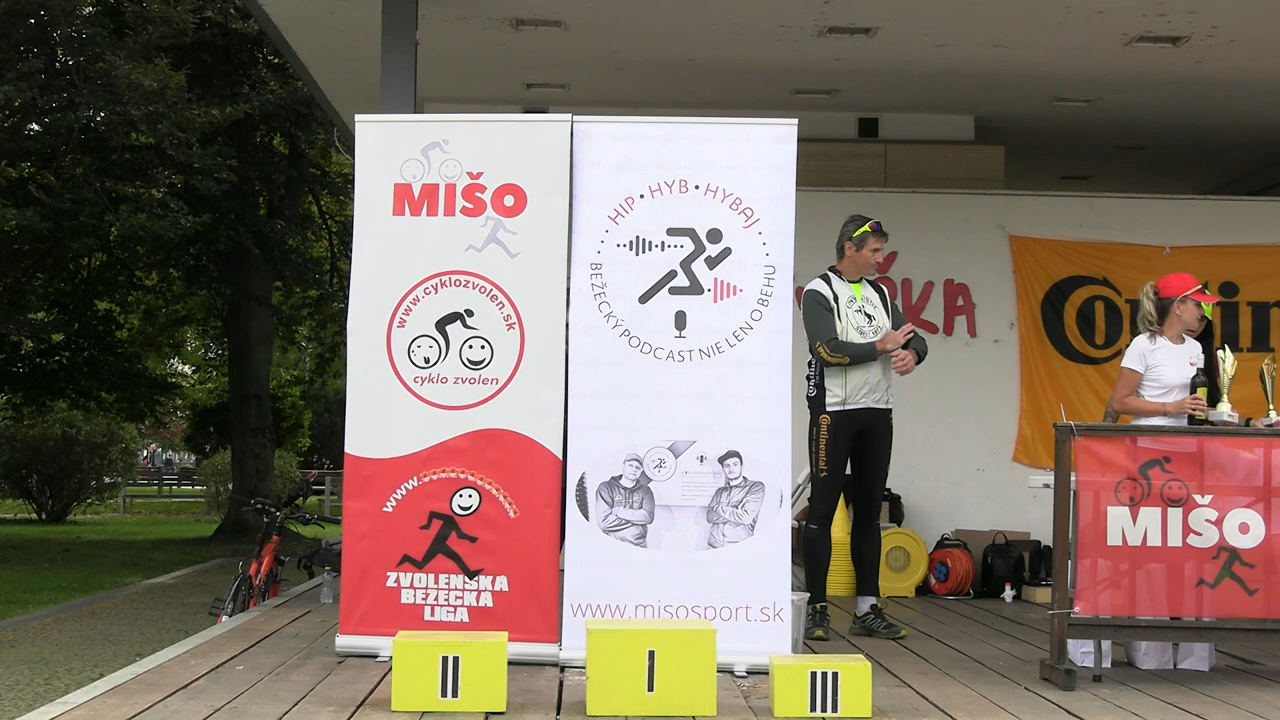 MIŠO
www.cyklozvolen.sk
cyklo zvolen
www.
ZVOLENSKÁ
BEŽECKÁ
LIGA
HIP • HYB • HYBAJ
BEŽECKÝ PODCAST NIE LEN O BEHU
www.misosport.sk
Continental
MIŠO
II
I
III